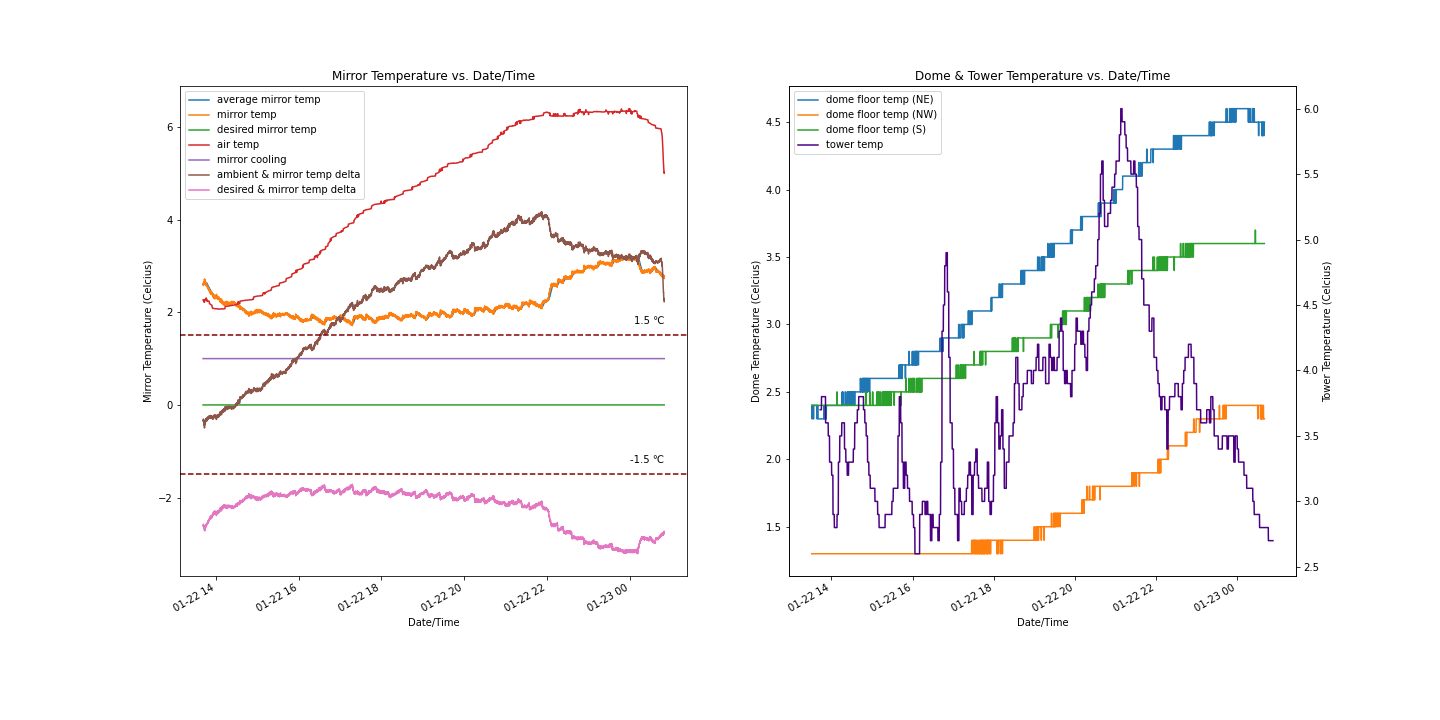 Mirror Temperature vs. Date/Time
average mirror temp
mirror temp
desired mirror temp
air temp
mirror cooling
ambient & mirror temp delta
desired & mirror temp delta
6
4
2
0
−2
Mirror Temperature (Celcius)
1.5 °C
-1.5 °C
01-22 14
01-22 16
01-22 18
01-22 20
01-22 22
01-23 00
Date/Time
Dome & Tower Temperature vs. Date/Time
dome floor temp (NE)
dome floor temp (NW)
dome floor temp (S)
tower temp
4.5
4.0
3.5
3.0
2.5
2.0
1.5
Dome Temperature (Celcius)
6.0
5.5
5.0
4.5
4.0
3.5
3.0
2.5
Tower Temperature (Celcius)
01-22 14
01-22 16
01-22 18
01-22 20
01-22 22
01-23 00
Date/Time